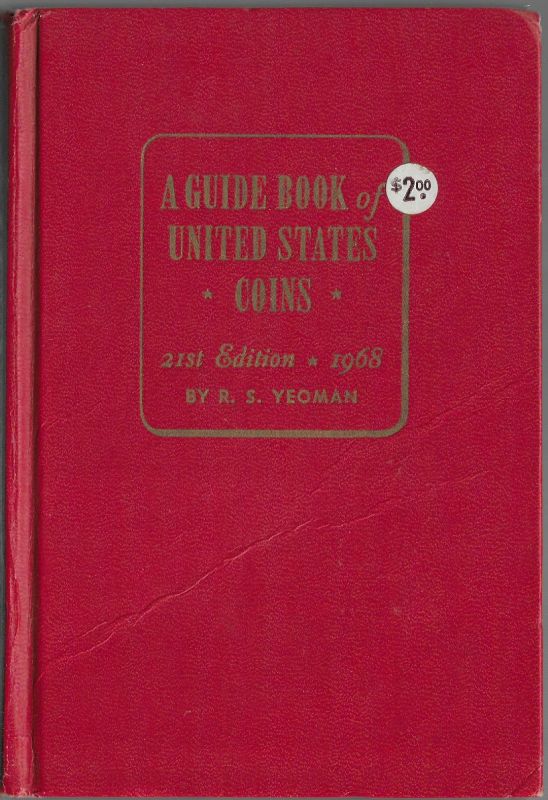 A GUIDE BOOK of
$2.00
UNITED STATES
★ COINS ★
21st Edition ★ 1968
BY R. S. YEOMAN